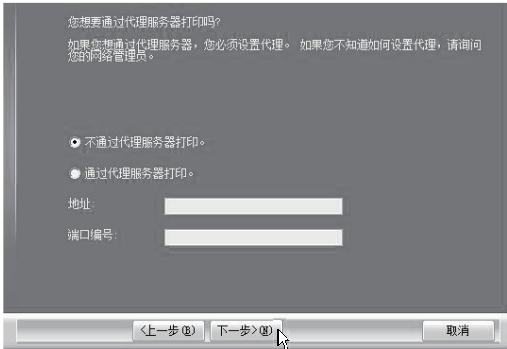 您想要通过代理服务器打印吗?
如果您想通过代理服务器，您必须设置代理。 如果您不知道如何设置代理，请询问
您的网络管理员。
不通过代理服务器打印。
通过代理服务器打印。
地址:
端口编号:
<上一步(B) 下一步>(N) 取消